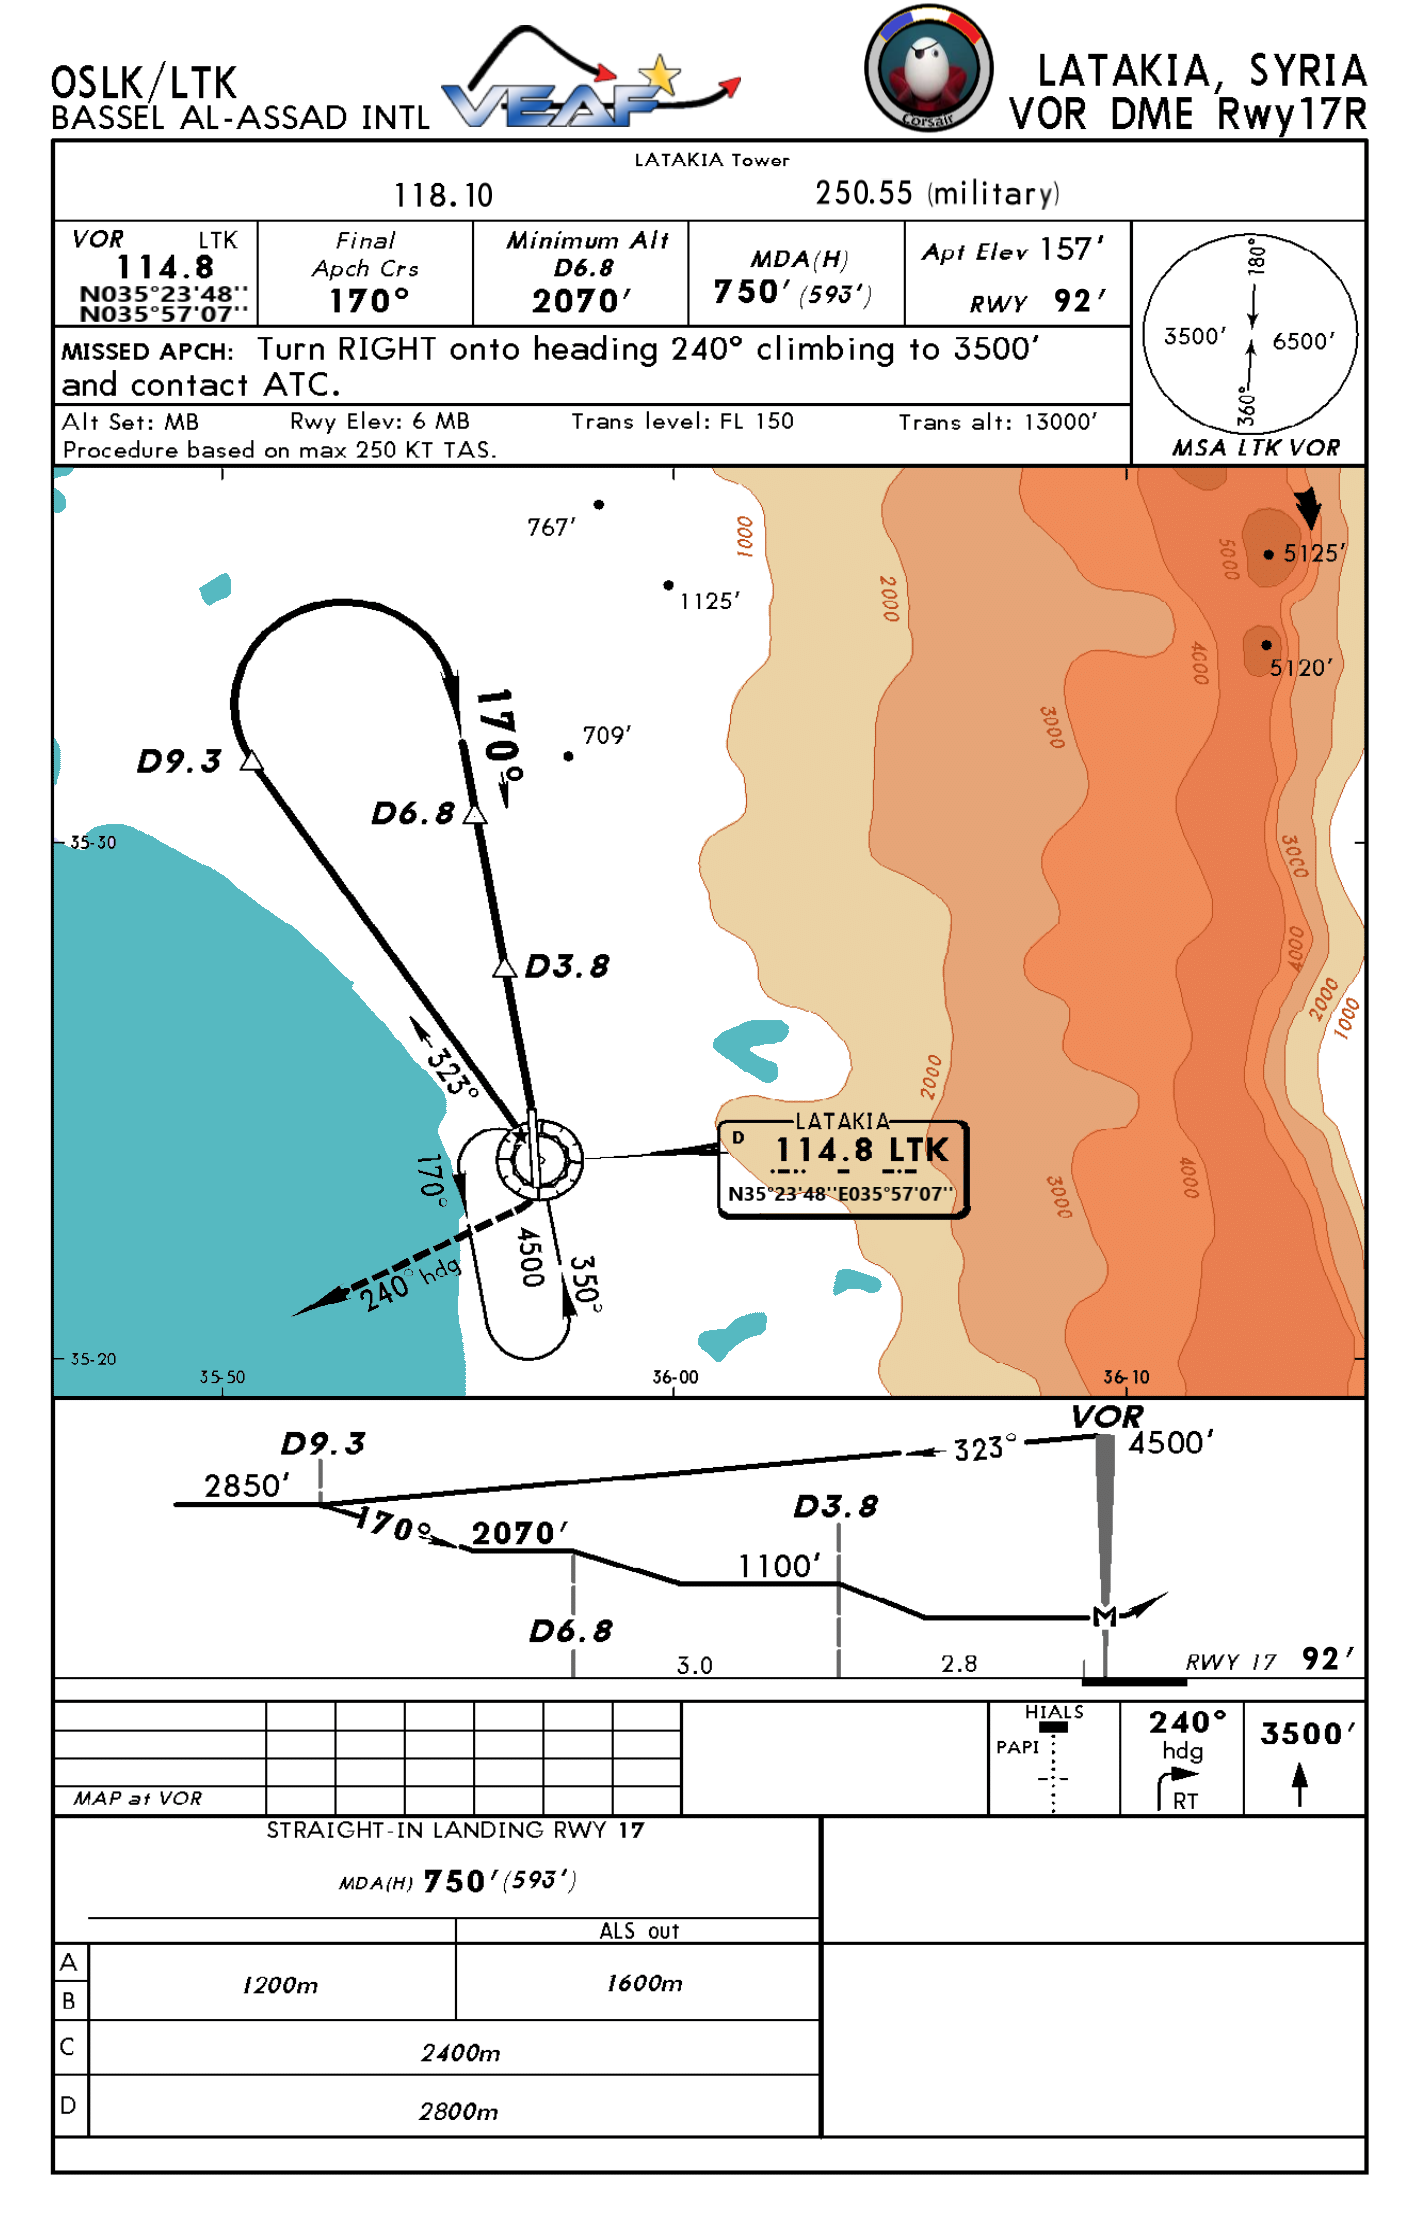 OSLK/LTK
BASSEL AL-ASSAD INTL
VEAF
Corsair
LATAKIA, SYRIA
VOR DME Rwy17R
LATAKIA Tower
118.10 250.55 (military)
VOR LTK
114.8
N035°23'48''
N035°57'07''
Final
Apch Crs
170°
Minimum Alt
D6.8
2070'
MDA(H)
750' (593')
Apt Elev 157'
RWY 92'
180°
3500' 6500'
360°
MSA LTK VOR
MISSED APCH: Turn RIGHT onto heading 240° climbing to 3500'
and contact ATC.
Alt Set: MB Rwy Elev: 6 MB Trans level: FL 150 Trans alt: 13000'
Procedure based on max 250 KT TAS.
767'
1000
5000
5125'
1125'
2000
4000
5120'
170°
3000
709'
D9.3
D6.8
35-30
3000
4000
D3.8
2000
1000
323°
2000
LATAKIA
D
114.8 LTK
N35°23'48''E035°57'07''
170°
3000
4000
4500
350°
240° hdg
35-20
35-50
36-00
36-10
VOR
D9.3
323°
4500'
2850'
D3.8
170°
2070'
1100'
M
D6.8
3.0
2.8
RWY 17 92'
HIALS
PAPI
240°
hdg
RT
3500'
MAP at VOR
STRAIGHT-IN LANDING RWY 17
MDA(H) 750'(593')
ALS out
A
B
1200m
1600m
C
2400m
D
2800m